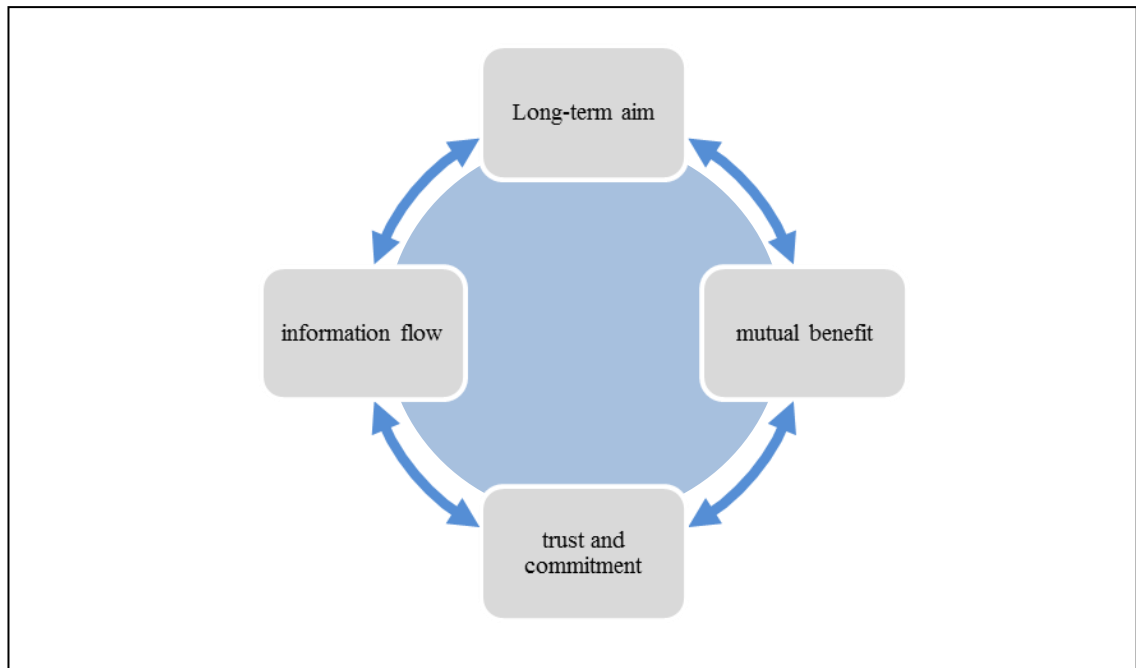 Long-term aim
information flow
mutual benefit
trust and
commitment